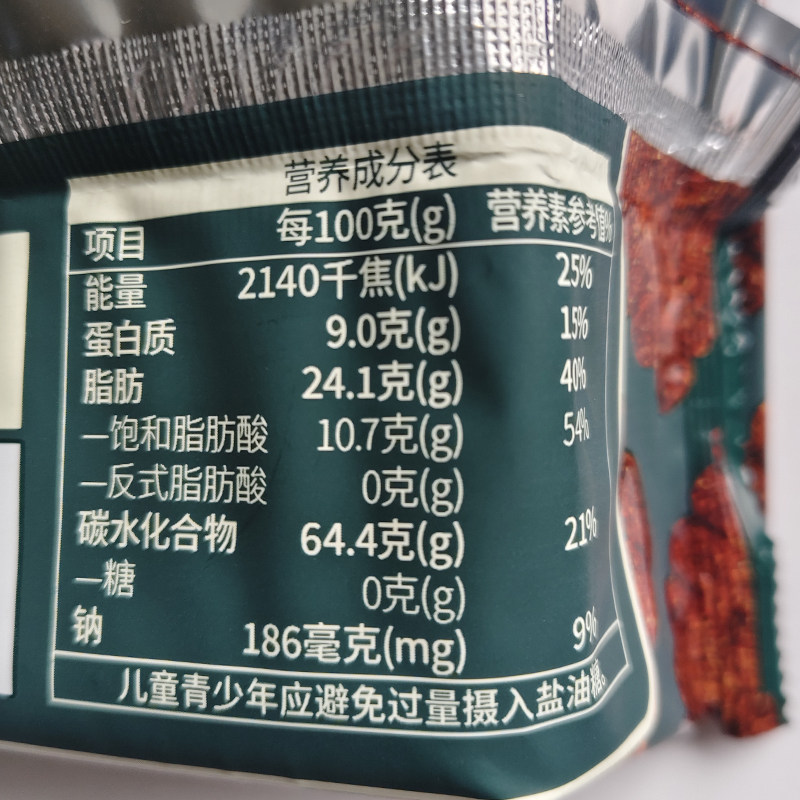 营养成分表
项目 每100克(g) 营养素参考值%
能量 2140千焦(kJ) 25%
蛋白质 9.0克(g) 15%
脂肪 24.1克(g) 40%
—饱和脂肪酸 10.7克(g) 54%
—反式脂肪酸 0克(g)
碳水化合物 64.4克(g) 21%
—糖 0克(g)
钠 186毫克(mg) 9%
儿童青少年应避免过量摄入盐油糖。